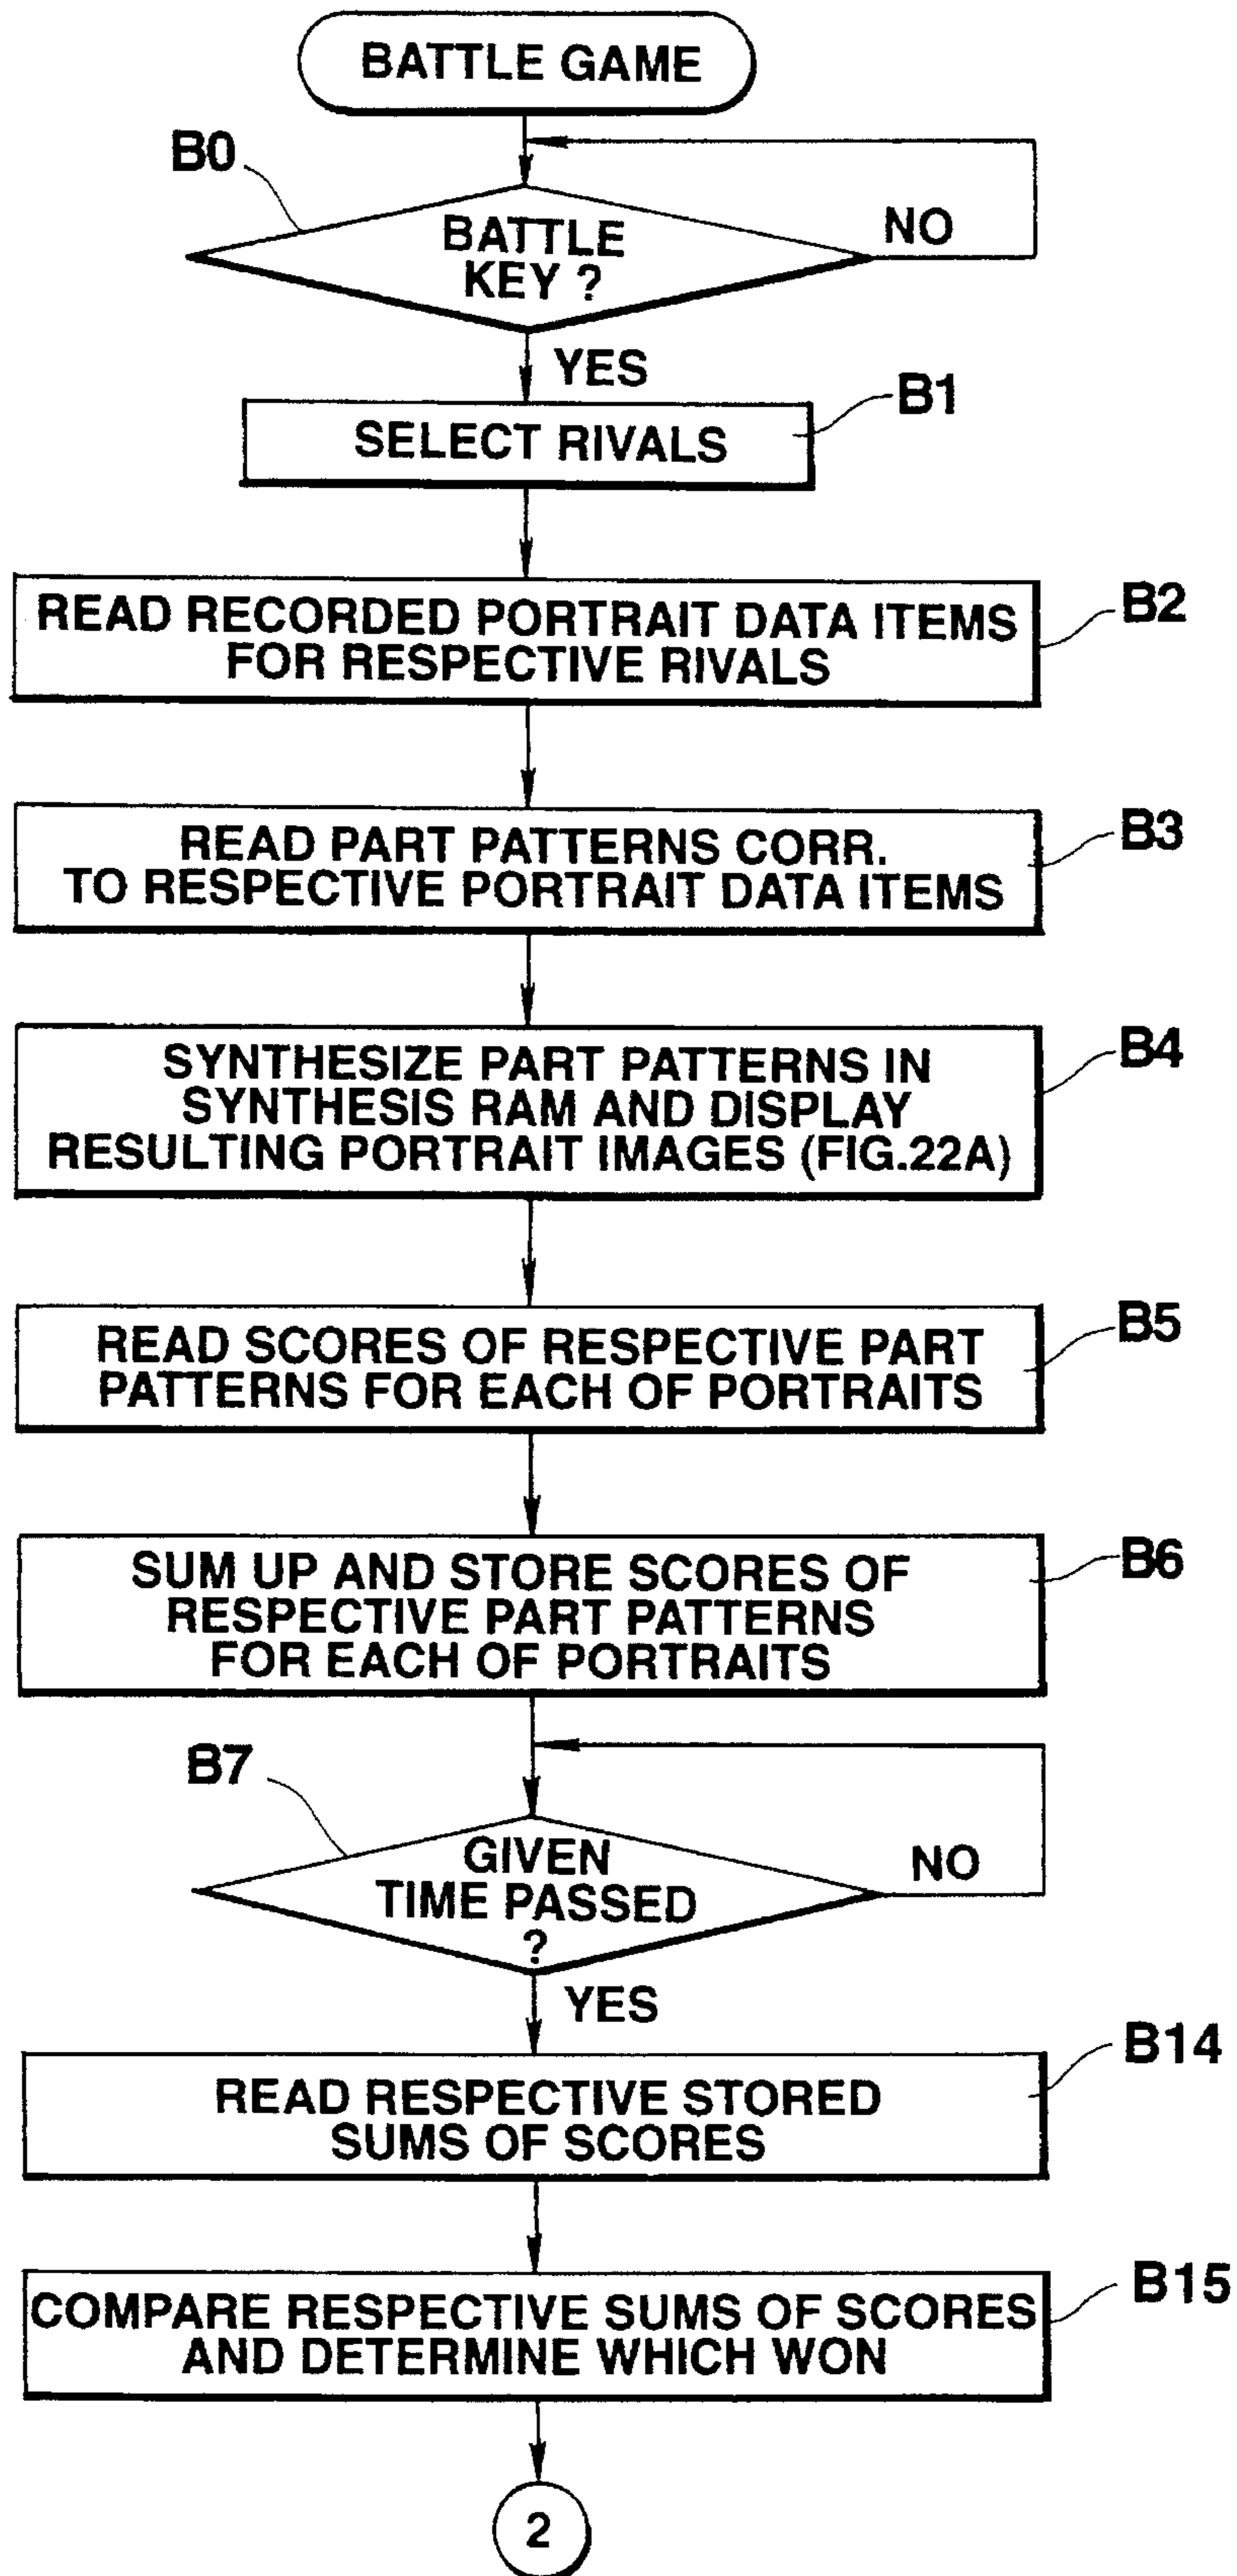 BATTLE GAME
B0
BATTLE
KEY ?
NO
YES
B1
SELECT RIVALS
B2
READ RECORDED PORTRAIT DATA ITEMS
FOR RESPECTIVE RIVALS
B3
READ PART PATTERNS CORR.
TO RESPECTIVE PORTRAIT DATA ITEMS
B4
SYNTHESIZE PART PATTERNS IN
SYNTHESIS RAM AND DISPLAY
RESULTING PORTRAIT IMAGES (FIG.22A)
B5
READ SCORES OF RESPECTIVE PART
PATTERNS FOR EACH OF PORTRAITS
B6
SUM UP AND STORE SCORES OF
RESPECTIVE PART PATTERNS
FOR EACH OF PORTRAITS
B7
GIVEN
TIME PASSED
?
NO
YES
B14
READ RESPECTIVE STORED
SUMS OF SCORES
B15
COMPARE RESPECTIVE SUMS OF SCORES
AND DETERMINE WHICH WON
2